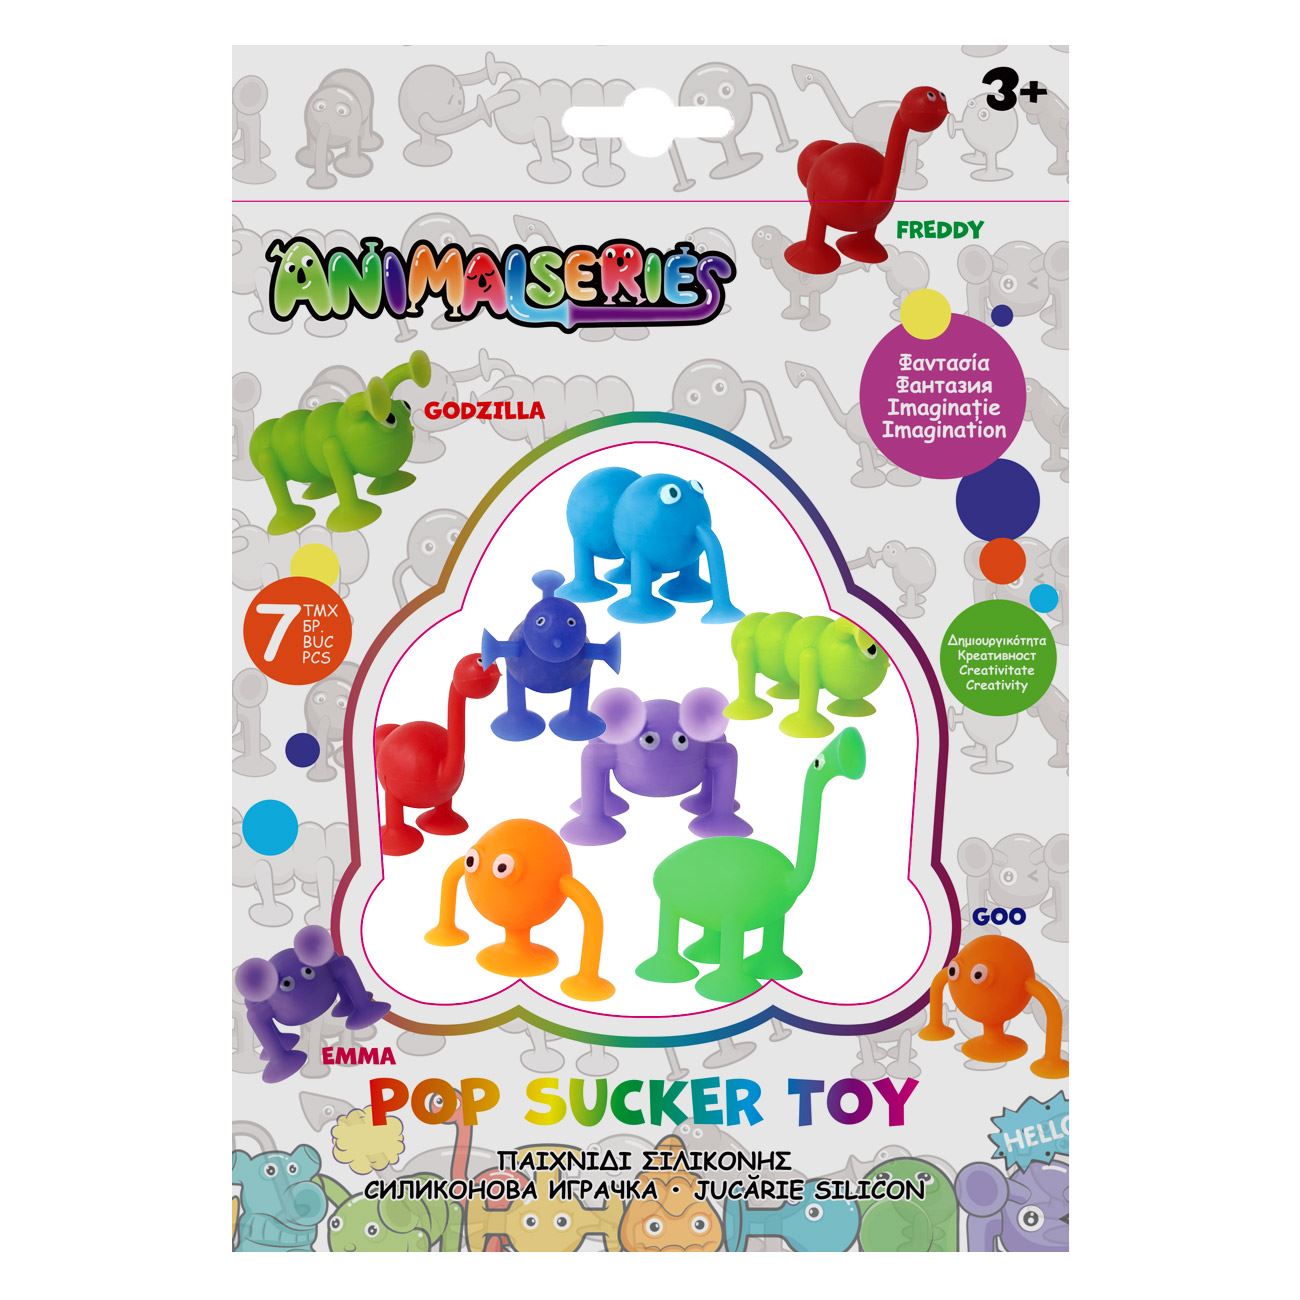 3+
FREDDY
ANIMALSERIES
Φαντασία
Фантазия
Imaginație
Imagination
GODZILLA
7 ΤΜΧ
БР.
BUC
PCS
Δημιουργικότητα
Креативност
Creativitate
Creativity
GOO
EMMA
POP SUCKER TOY
HELLO
ΠΑΙΧΝΙΔΙ ΣΙΛΙΚΟΝΗΣ
СИЛИКОНОВА ИГРАЧКА • JUCĂRIE SILICON